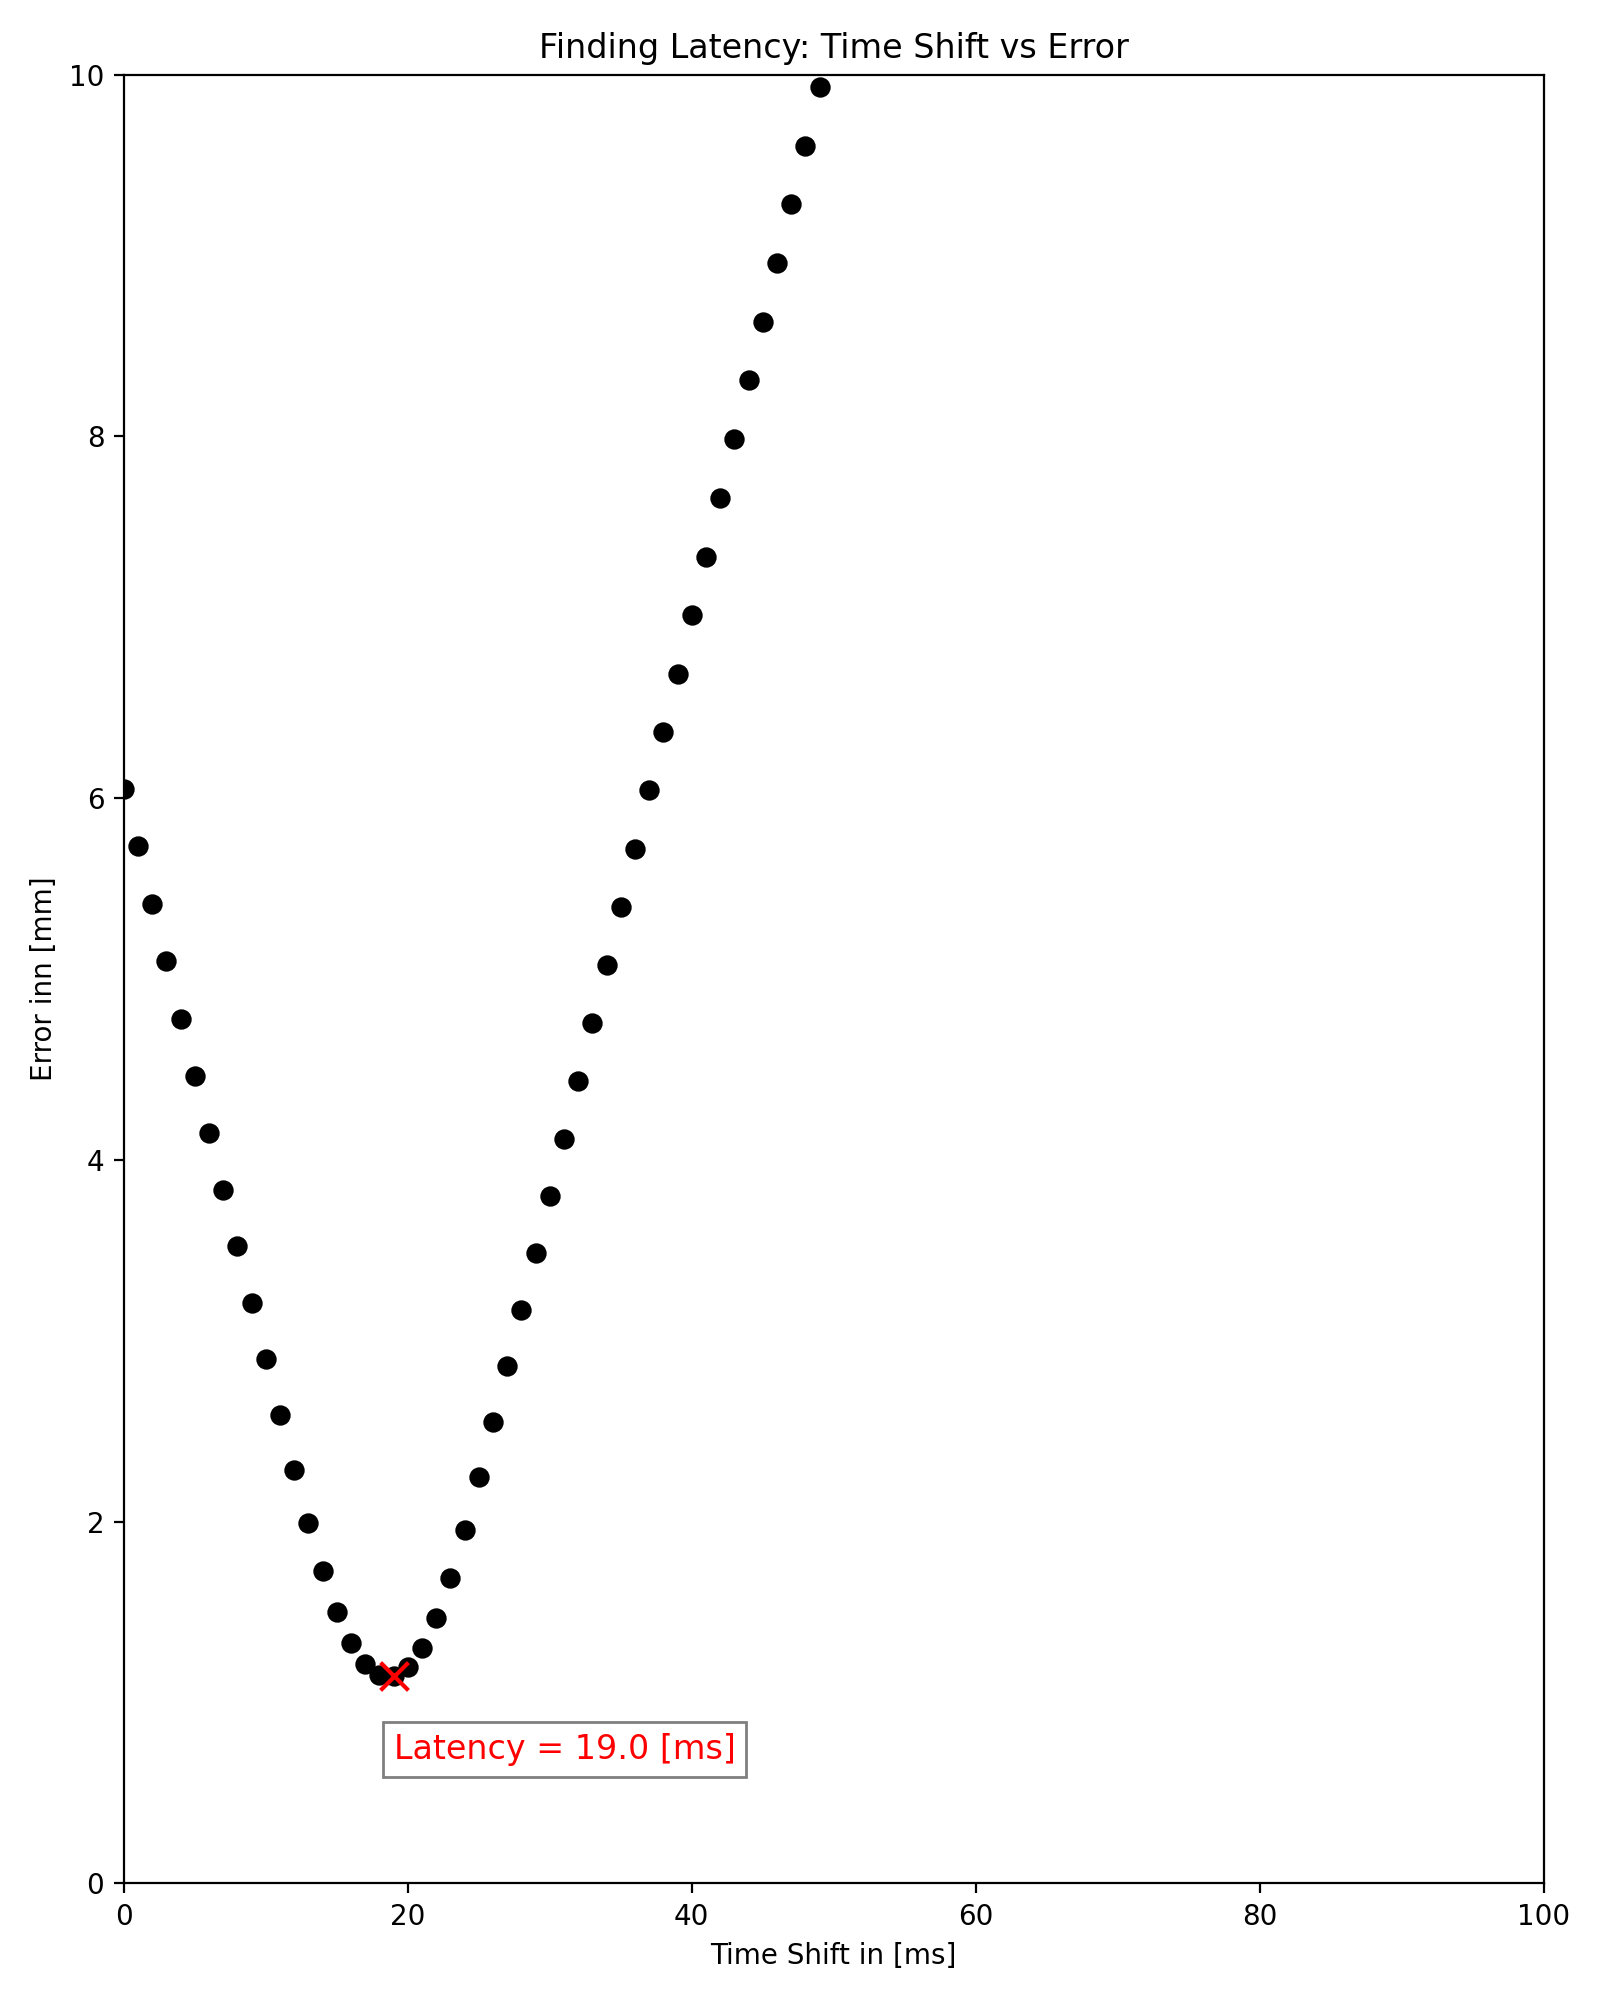 Finding Latency: Time Shift vs Error
10
8
6
4
2
0
Error inn [mm]
Latency = 19.0 [ms]
0 20 40 60 80 100
Time Shift in [ms]